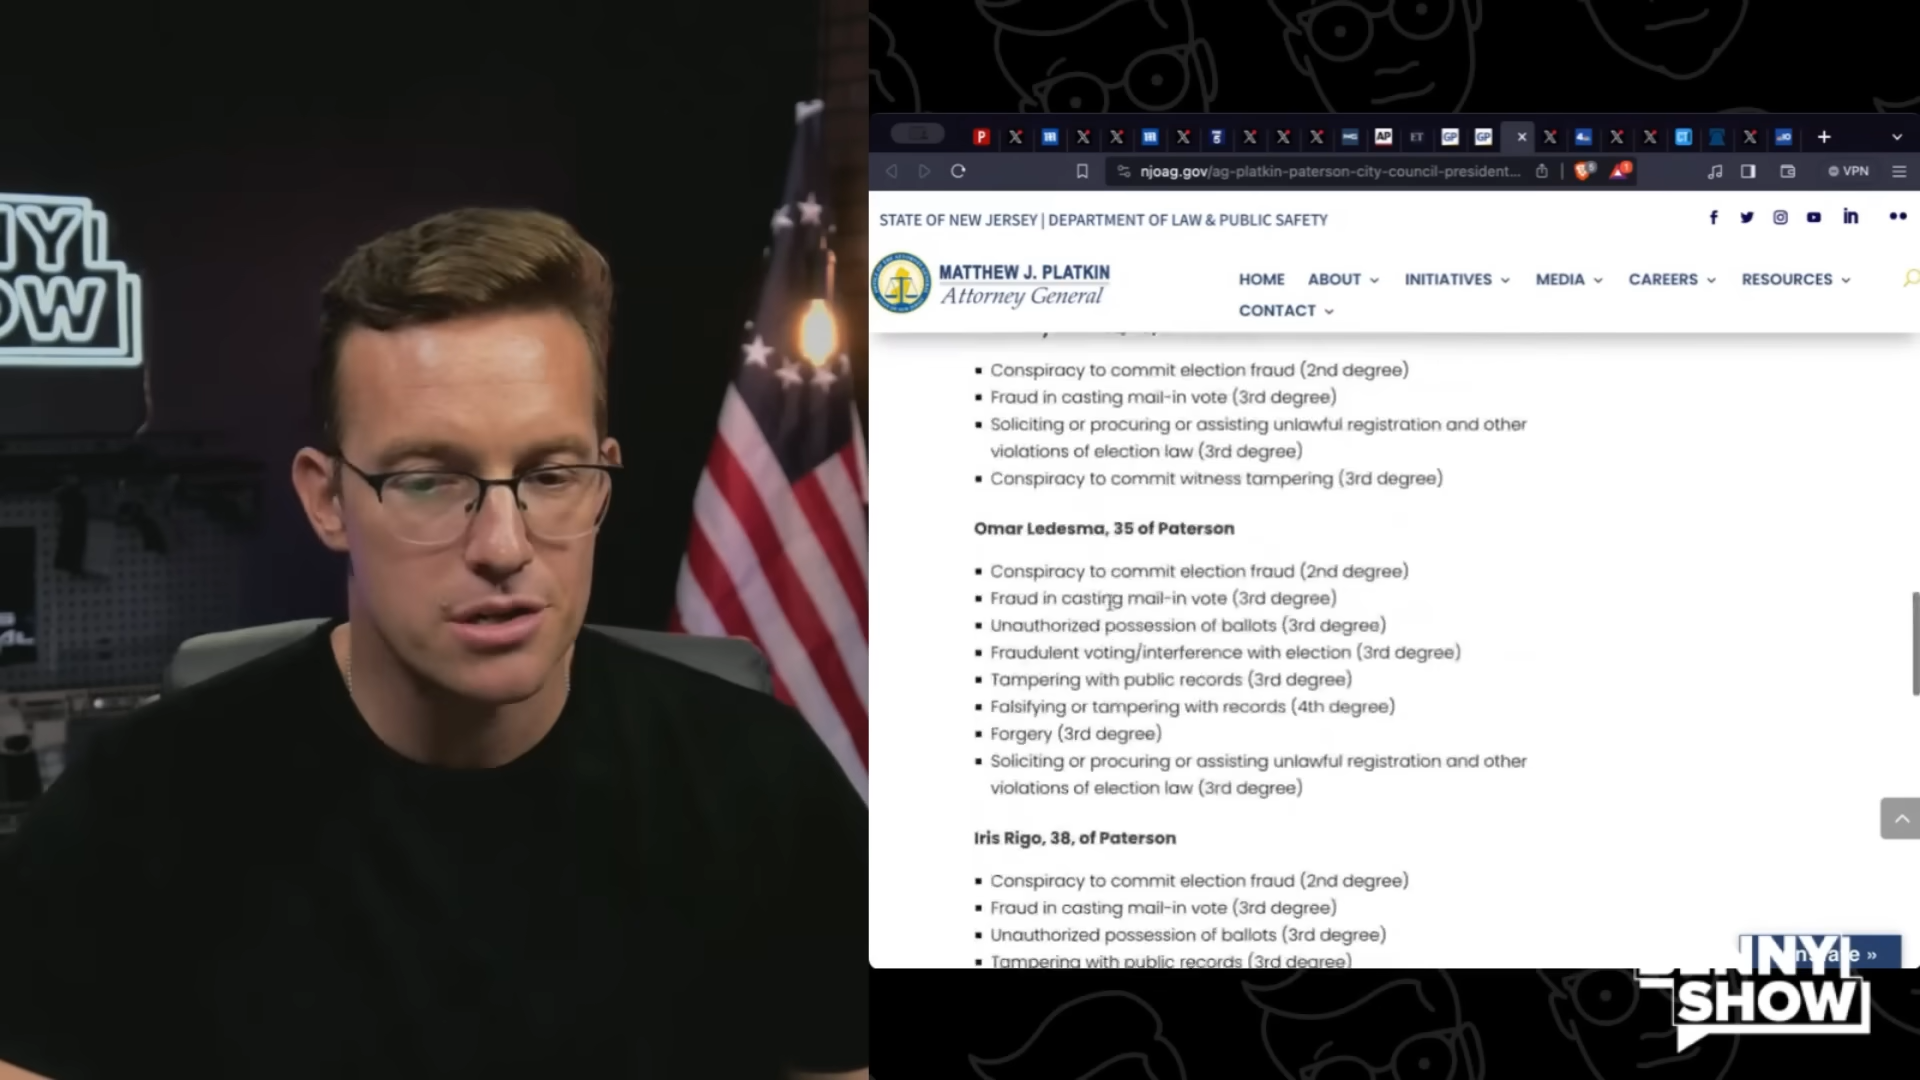 NY
OW
njoag.gov/ag-platkin-paterson-city-council-president...
VPN
STATE OF NEW JERSEY | DEPARTMENT OF LAW & PUBLIC SAFETY
MATTHEW J. PLATKIN
Attorney General
HOME ABOUT INITIATIVES MEDIA CAREERS RESOURCES
CONTACT
Conspiracy to commit election fraud (2nd degree)
Fraud in casting mail-in vote (3rd degree)
Soliciting or procuring or assisting unlawful registration and other
violations of election law (3rd degree)
Conspiracy to commit witness tampering (3rd degree)
Omar Ledesma, 35 of Paterson
Conspiracy to commit election fraud (2nd degree)
Fraud in casting mail-in vote (3rd degree)
Unauthorized possession of ballots (3rd degree)
Fraudulent voting/interference with election (3rd degree)
Tampering with public records (3rd degree)
Falsifying or tampering with records (4th degree)
Forgery (3rd degree)
Soliciting or procuring or assisting unlawful registration and other
violations of election law (3rd degree)
Iris Rigo, 38, of Paterson
Conspiracy to commit election fraud (2nd degree)
Fraud in casting mail-in vote (3rd degree)
Unauthorized possession of ballots (3rd degree)
Tampering with public records (3rd degree)
SHOW